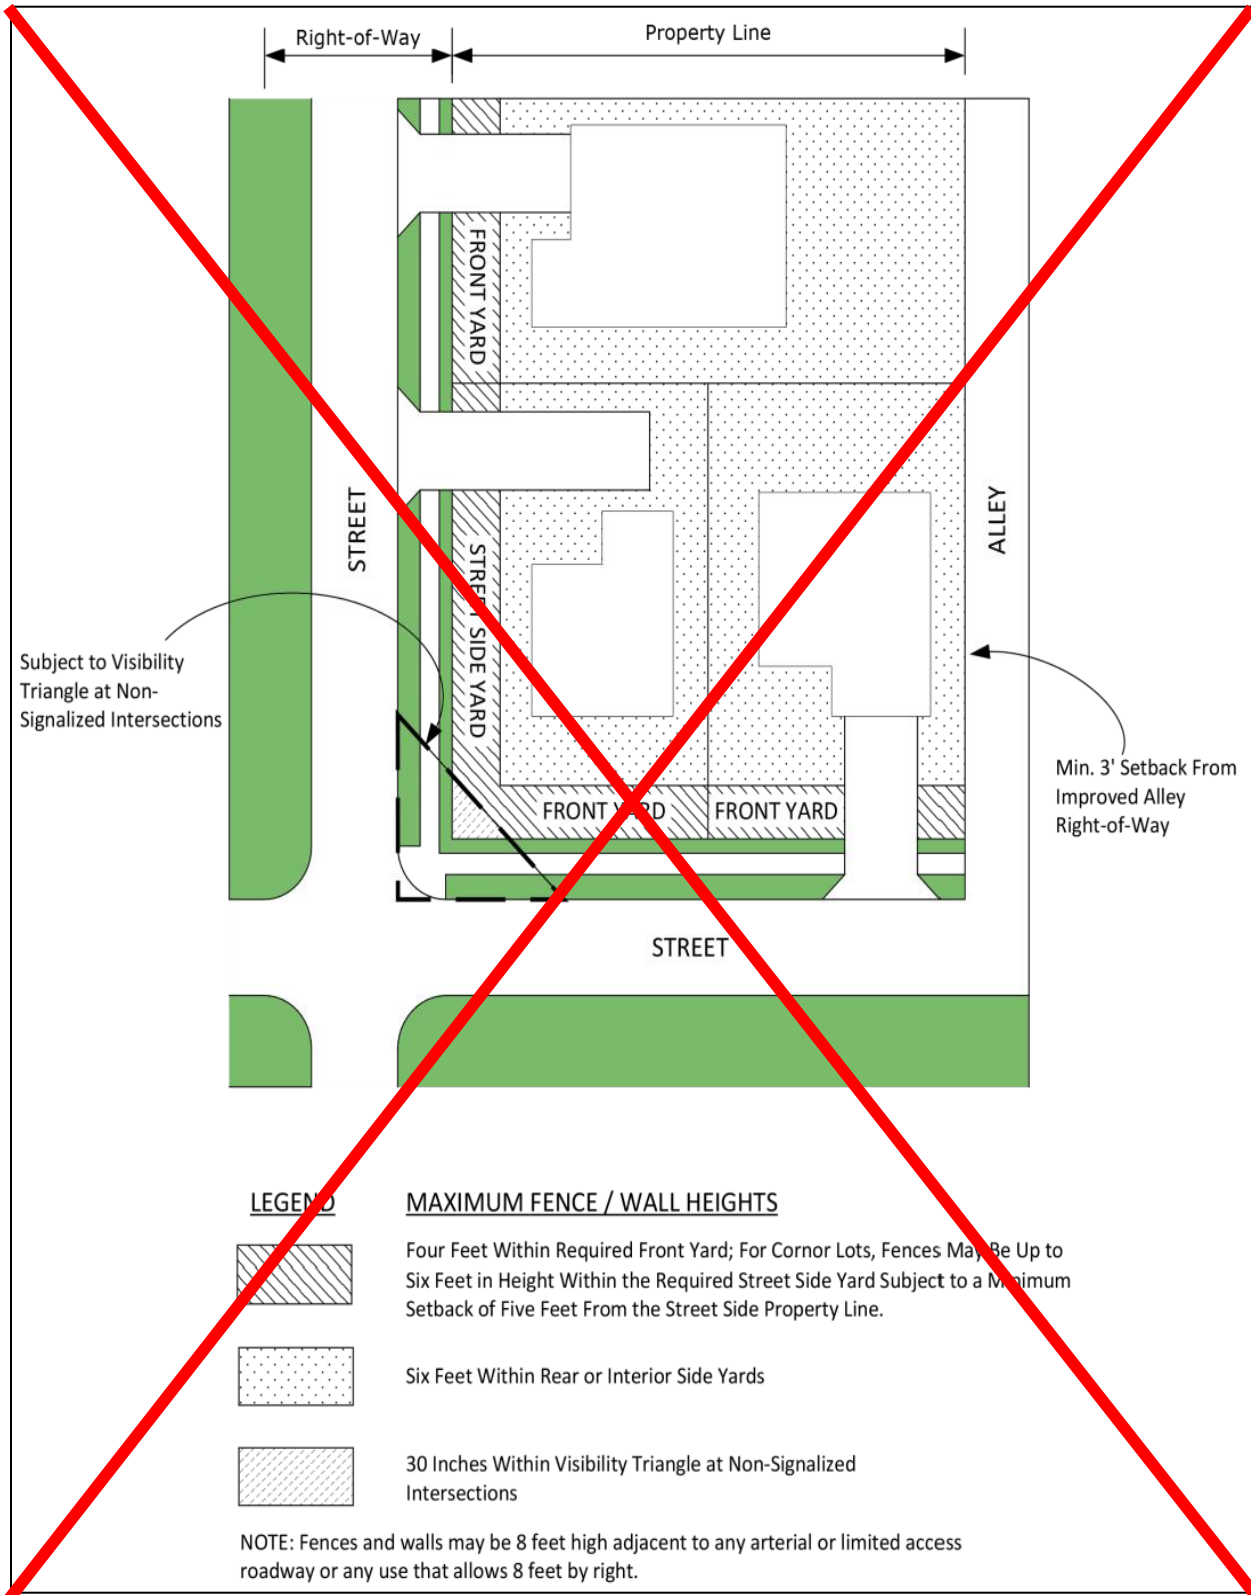 Right-of-Way
Property Line
FRONT YARD
STREET
ALLEY
STREET SIDE YARD
Subject to Visibility
Triangle at Non-
Signalized Intersections
Min. 3' Setback From
Improved Alley
Right-of-Way
FRONT YARD
FRONT YARD
STREET
LEGEND
MAXIMUM FENCE / WALL HEIGHTS
Four Feet Within Required Front Yard; For Cornor Lots, Fences May Be Up to
Six Feet in Height Within the Required Street Side Yard Subject to a Minimum
Setback of Five Feet From the Street Side Property Line.
Six Feet Within Rear or Interior Side Yards
30 Inches Within Visibility Triangle at Non-Signalized
Intersections
NOTE: Fences and walls may be 8 feet high adjacent to any arterial or limited access
roadway or any use that allows 8 feet by right.